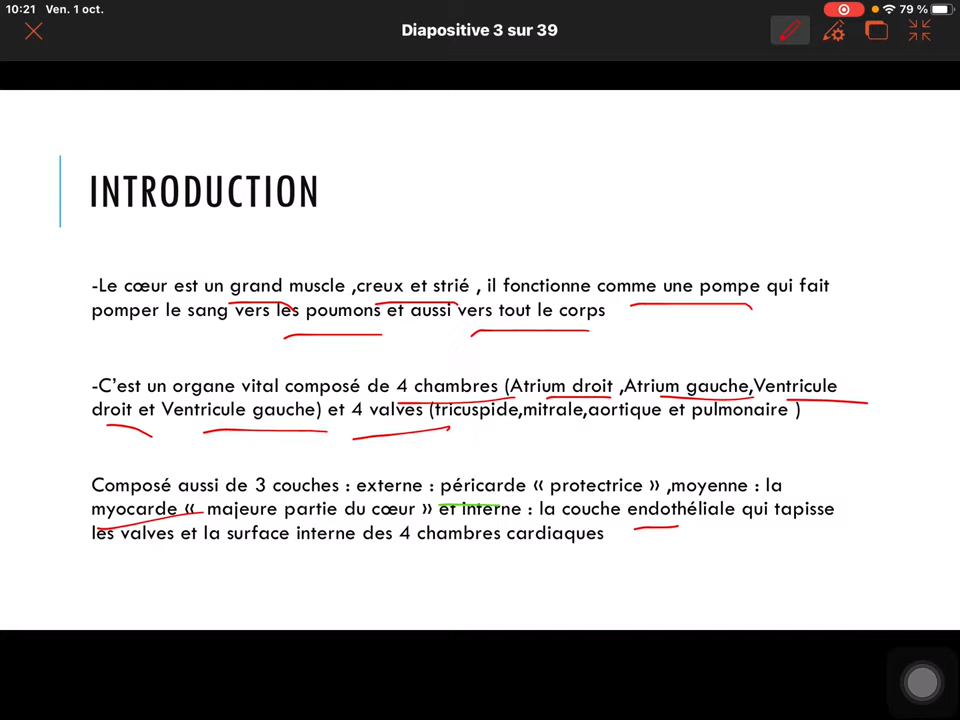 10:21 Ven. 1 oct.
79 %
Diapositive 3 sur 39
INTRODUCTION
-Le cœur est un grand muscle ,creux et strié , il fonctionne comme une pompe qui fait
pomper le sang vers les poumons et aussi vers tout le corps
-C’est un organe vital composé de 4 chambres (Atrium droit ,Atrium gauche,Ventricule
droit et Ventricule gauche) et 4 valves (tricuspide,mitrale,aortique et pulmonaire )
Composé aussi de 3 couches : externe : péricarde « protectrice » ,moyenne : la
myocarde « majeure partie du cœur » et interne : la couche endothéliale qui tapisse
les valves et la surface interne des 4 chambres cardiaques